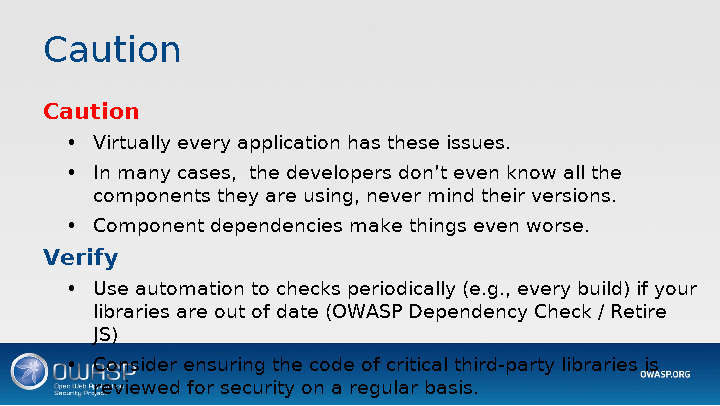 Caution
Caution
• Virtually every application has these issues.
• In many cases,  the developers don’t even know all the
components they are using, never mind their versions.
• Component dependencies make things even worse.
Verify
• Use automation to checks periodically (e.g., every build) if your
libraries are out of date (OWASP Dependency Check / Retire
JS)
• Consider ensuring the code of critical third-party libraries is
reviewed for security on a regular basis.
OWASP
Open Web Application
Security Project
OWASP.ORG